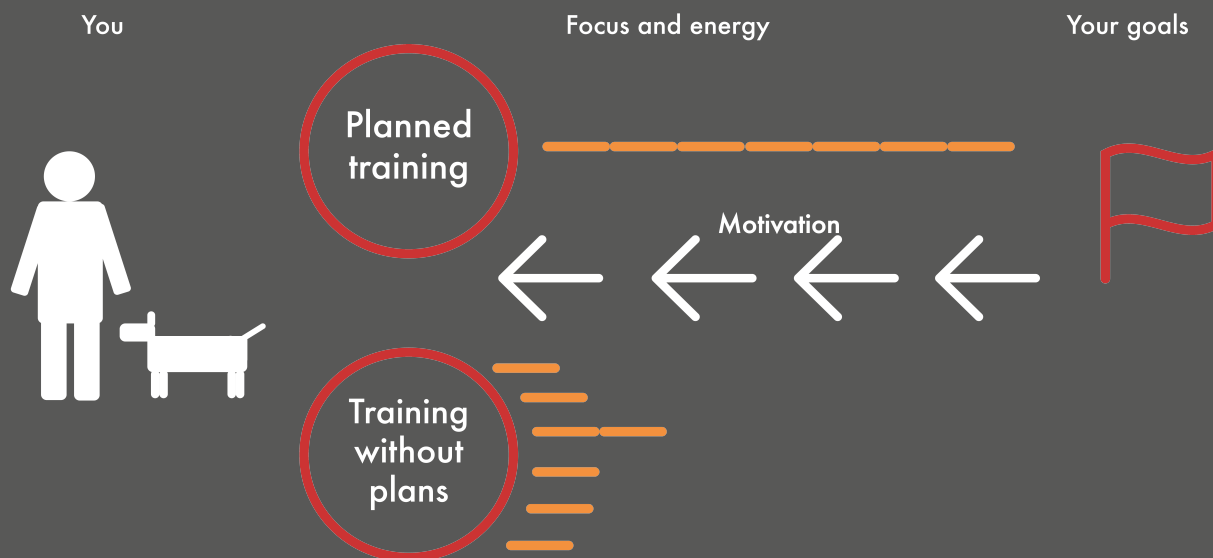 You
Focus and energy
Your goals
Planned
training
Motivation
Training
without
plans